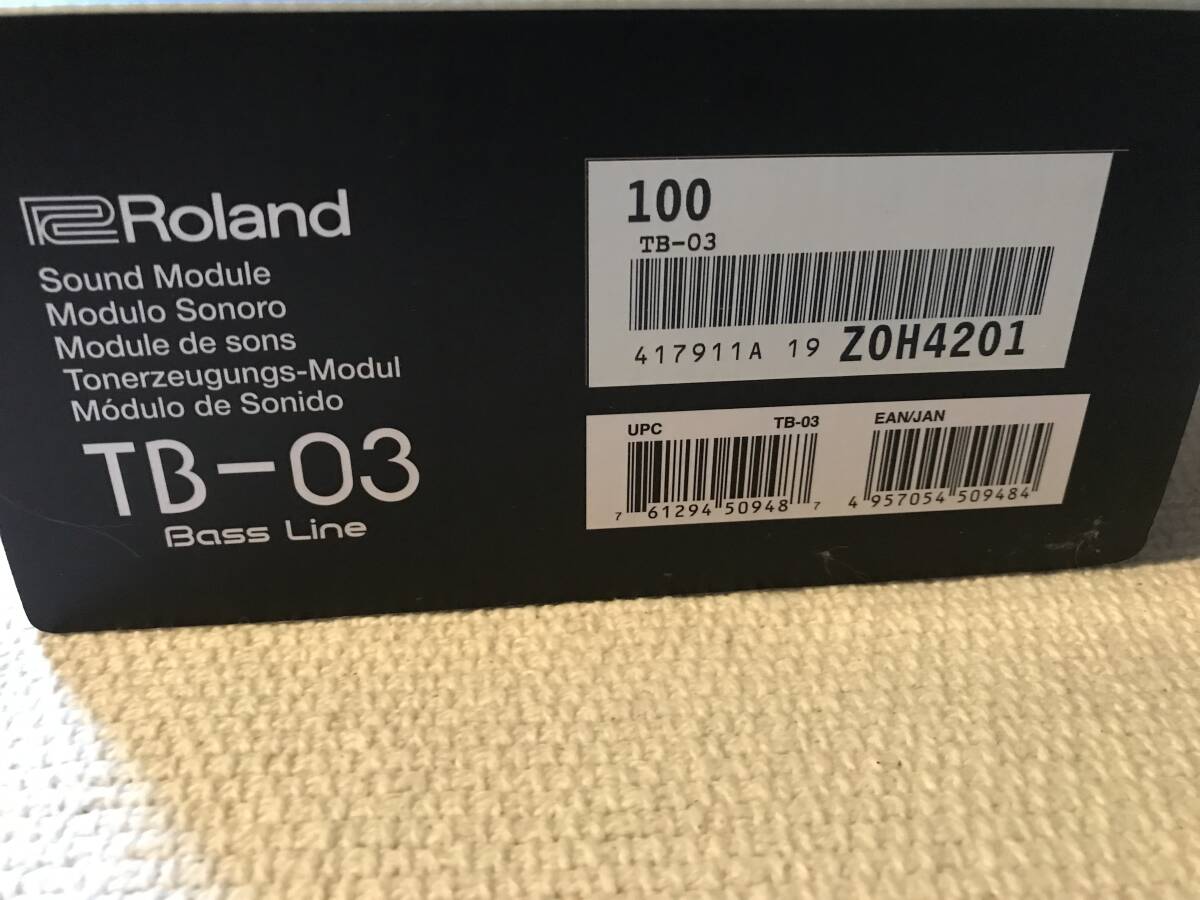 Roland
Sound Module
Modulo Sonoro
Module de sons
Tonerzeugungs-Modul
Módulo de Sonido
TB-03
Bass Line
100
TB-03
417911A 19 Z0H4201
UPC TB-03
7 61294 50948 7
EAN/JAN
4 957054 509484